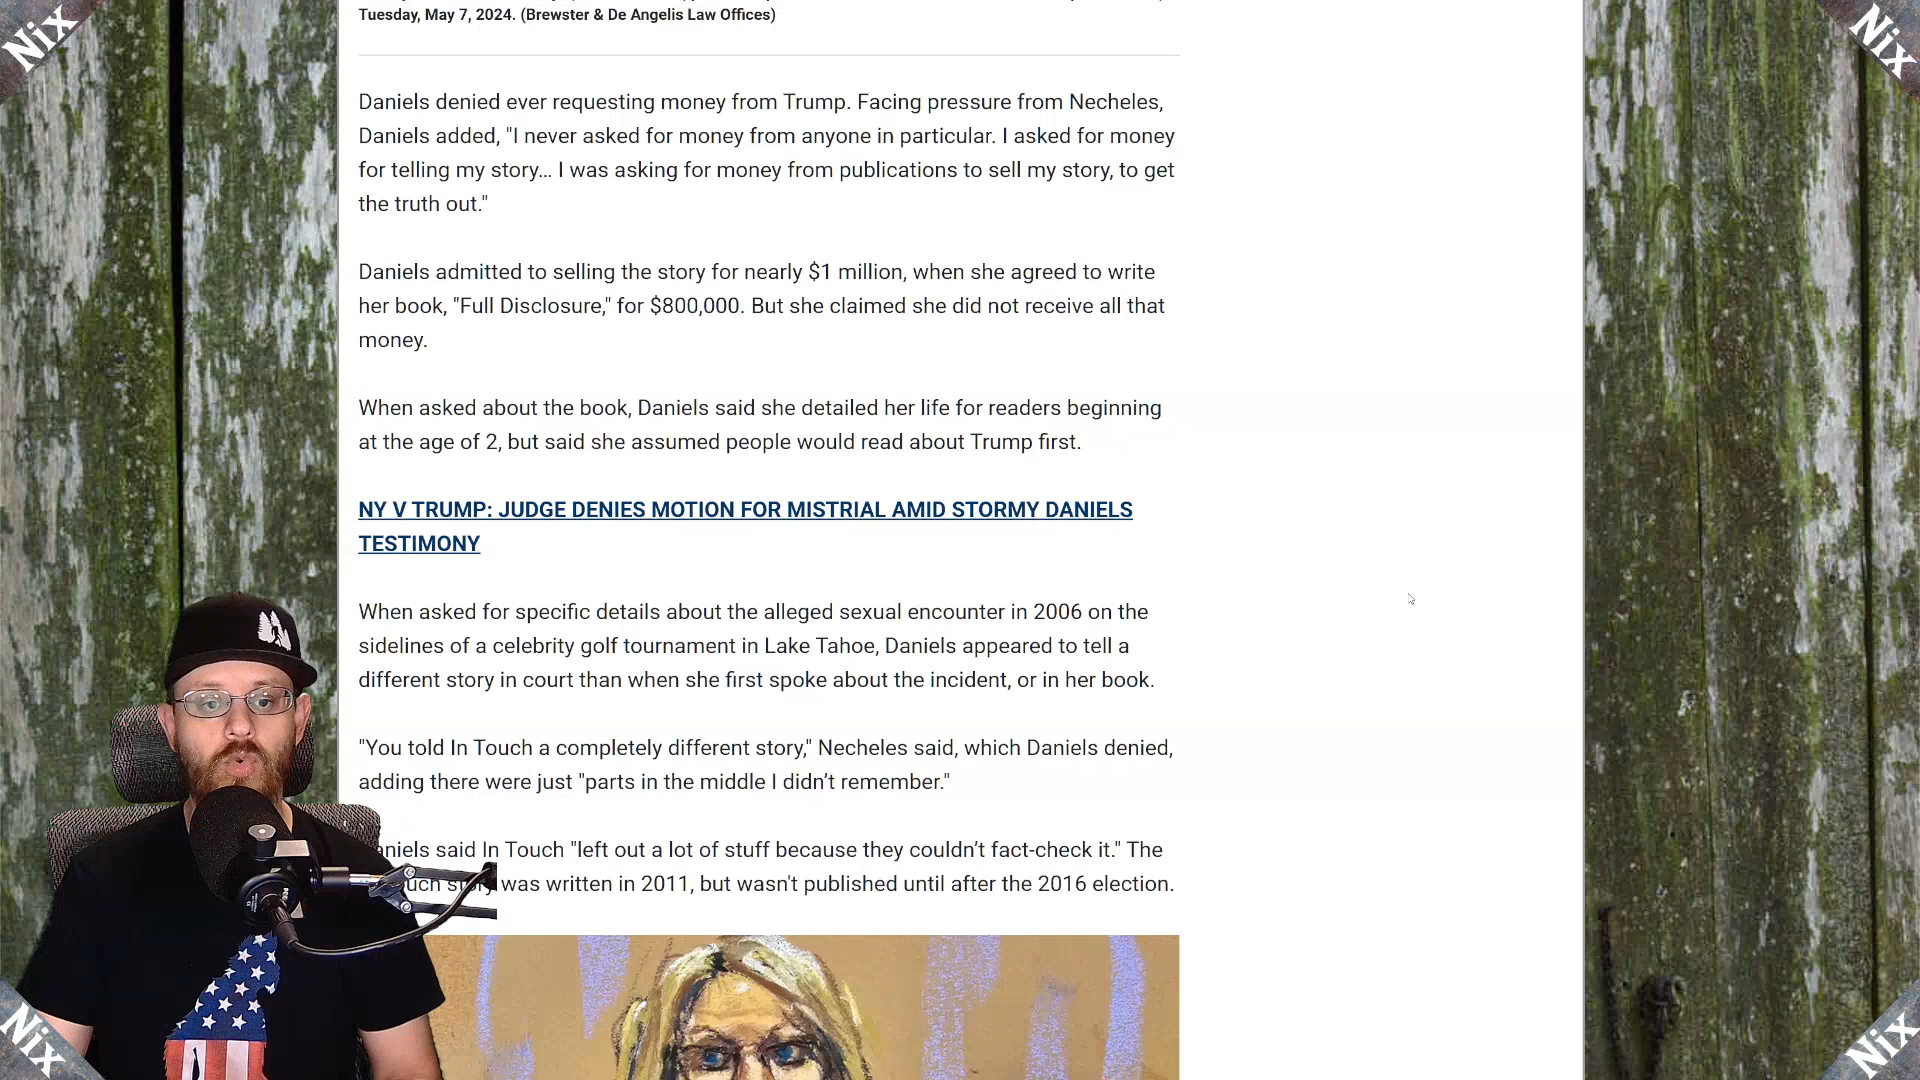 Nix
Nix
Tuesday, May 7, 2024. (Brewster & De Angelis Law Offices)
Daniels denied ever requesting money from Trump. Facing pressure from Necheles,
Daniels added, "I never asked for money from anyone in particular. I asked for money
for telling my story… I was asking for money from publications to sell my story, to get
the truth out."
Daniels admitted to selling the story for nearly $1 million, when she agreed to write
her book, "Full Disclosure," for $800,000. But she claimed she did not receive all that
money.
When asked about the book, Daniels said she detailed her life for readers beginning
at the age of 2, but said she assumed people would read about Trump first.
NY V TRUMP: JUDGE DENIES MOTION FOR MISTRIAL AMID STORMY DANIELS
TESTIMONY
When asked for specific details about the alleged sexual encounter in 2006 on the
sidelines of a celebrity golf tournament in Lake Tahoe, Daniels appeared to tell a
different story in court than when she first spoke about the incident, or in her book.
"You told In Touch a completely different story," Necheles said, which Daniels denied,
adding there were just "parts in the middle I didn’t remember."
aniels said In Touch "left out a lot of stuff because they couldn’t fact-check it." The
was written in 2011, but wasn't published until after the 2016 election.
Nix
Nix